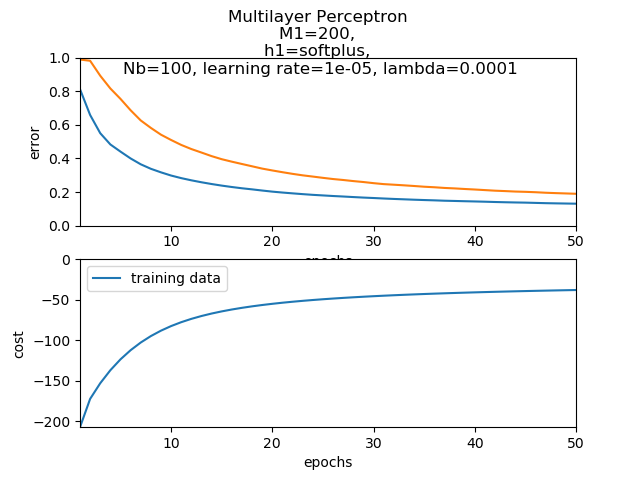 Multilayer Perceptron
M1=200,
h1=softplus,
Nb=100, learning rate=1e-05, lambda=0.0001
1.0
0.8
0.6
0.4
0.2
0.0
error
10
20
30
40
50
epochs
0
−50
−100
−150
−200
cost
training data
10
20
30
40
50
epochs